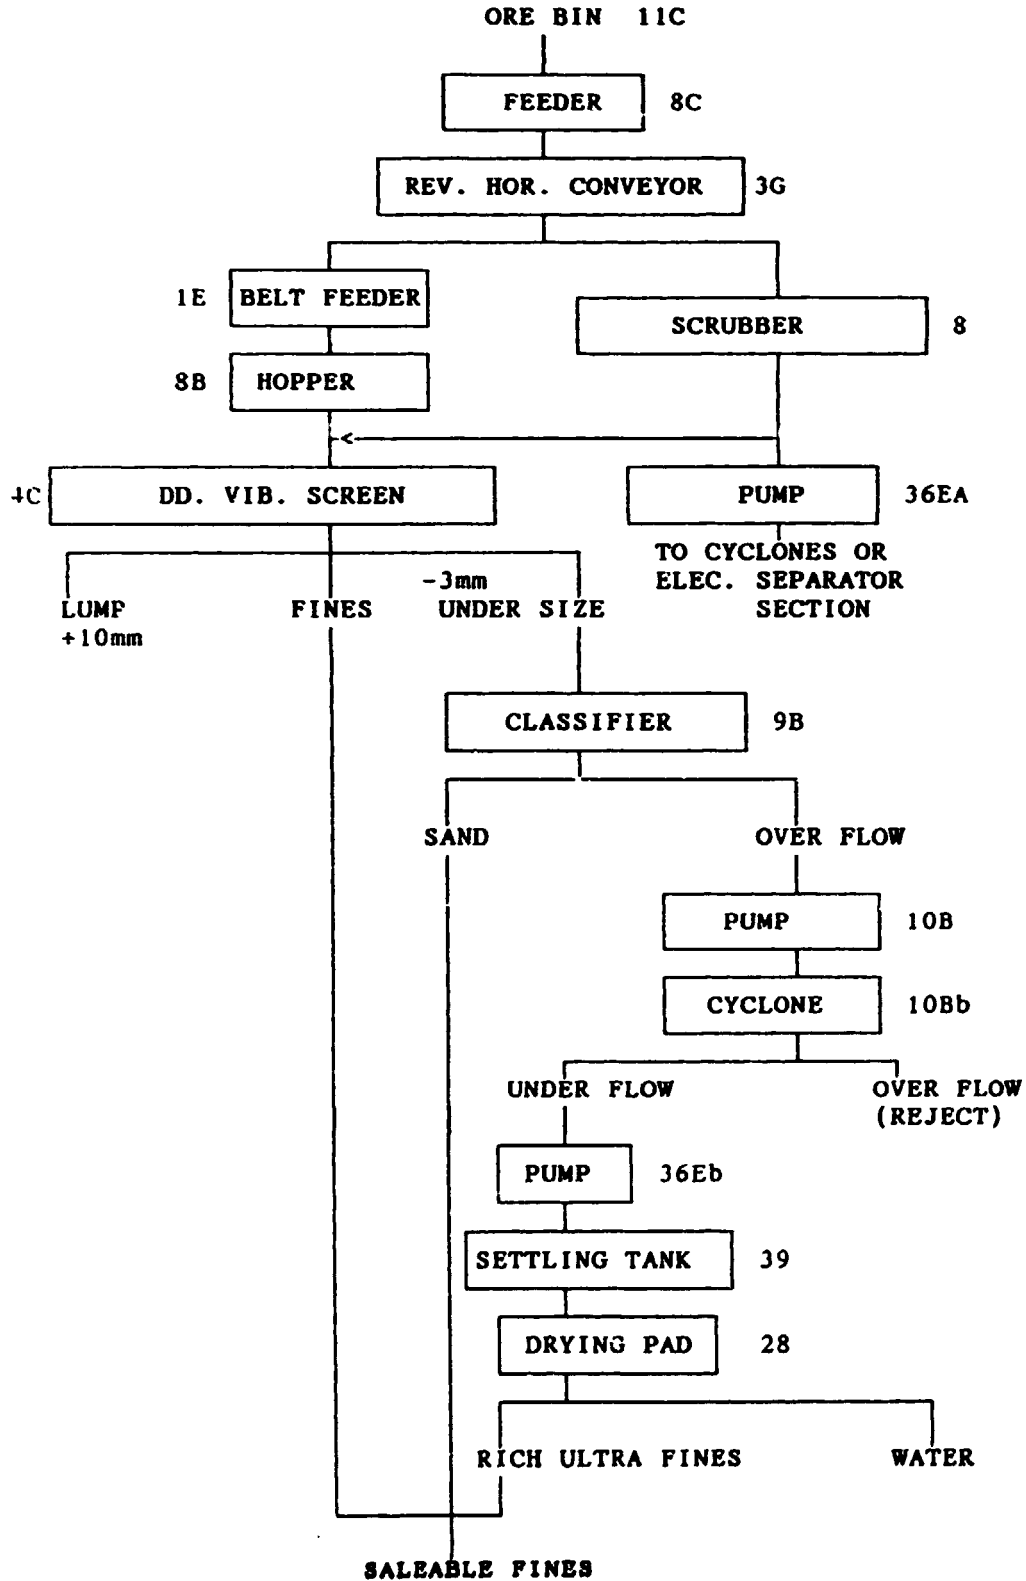 ORE BIN 11C
FEEDER 8C
REV. HOR. CONVEYOR 3G
1E BELT FEEDER
SCRUBBER 8
8B HOPPER
<
4C DD. VIB. SCREEN
PUMP 36EA
TO CYCLONES OR
ELEC. SEPARATOR
SECTION
-3mm
LUMP
+10mm
FINES
UNDER SIZE
CLASSIFIER 9B
SAND
OVER FLOW
PUMP 10B
CYCLONE 10Bb
UNDER FLOW
OVER FLOW
(REJECT)
PUMP 36Eb
SETTLING TANK 39
DRYING PAD 28
RICH ULTRA FINES
WATER
SALEABLE FINES